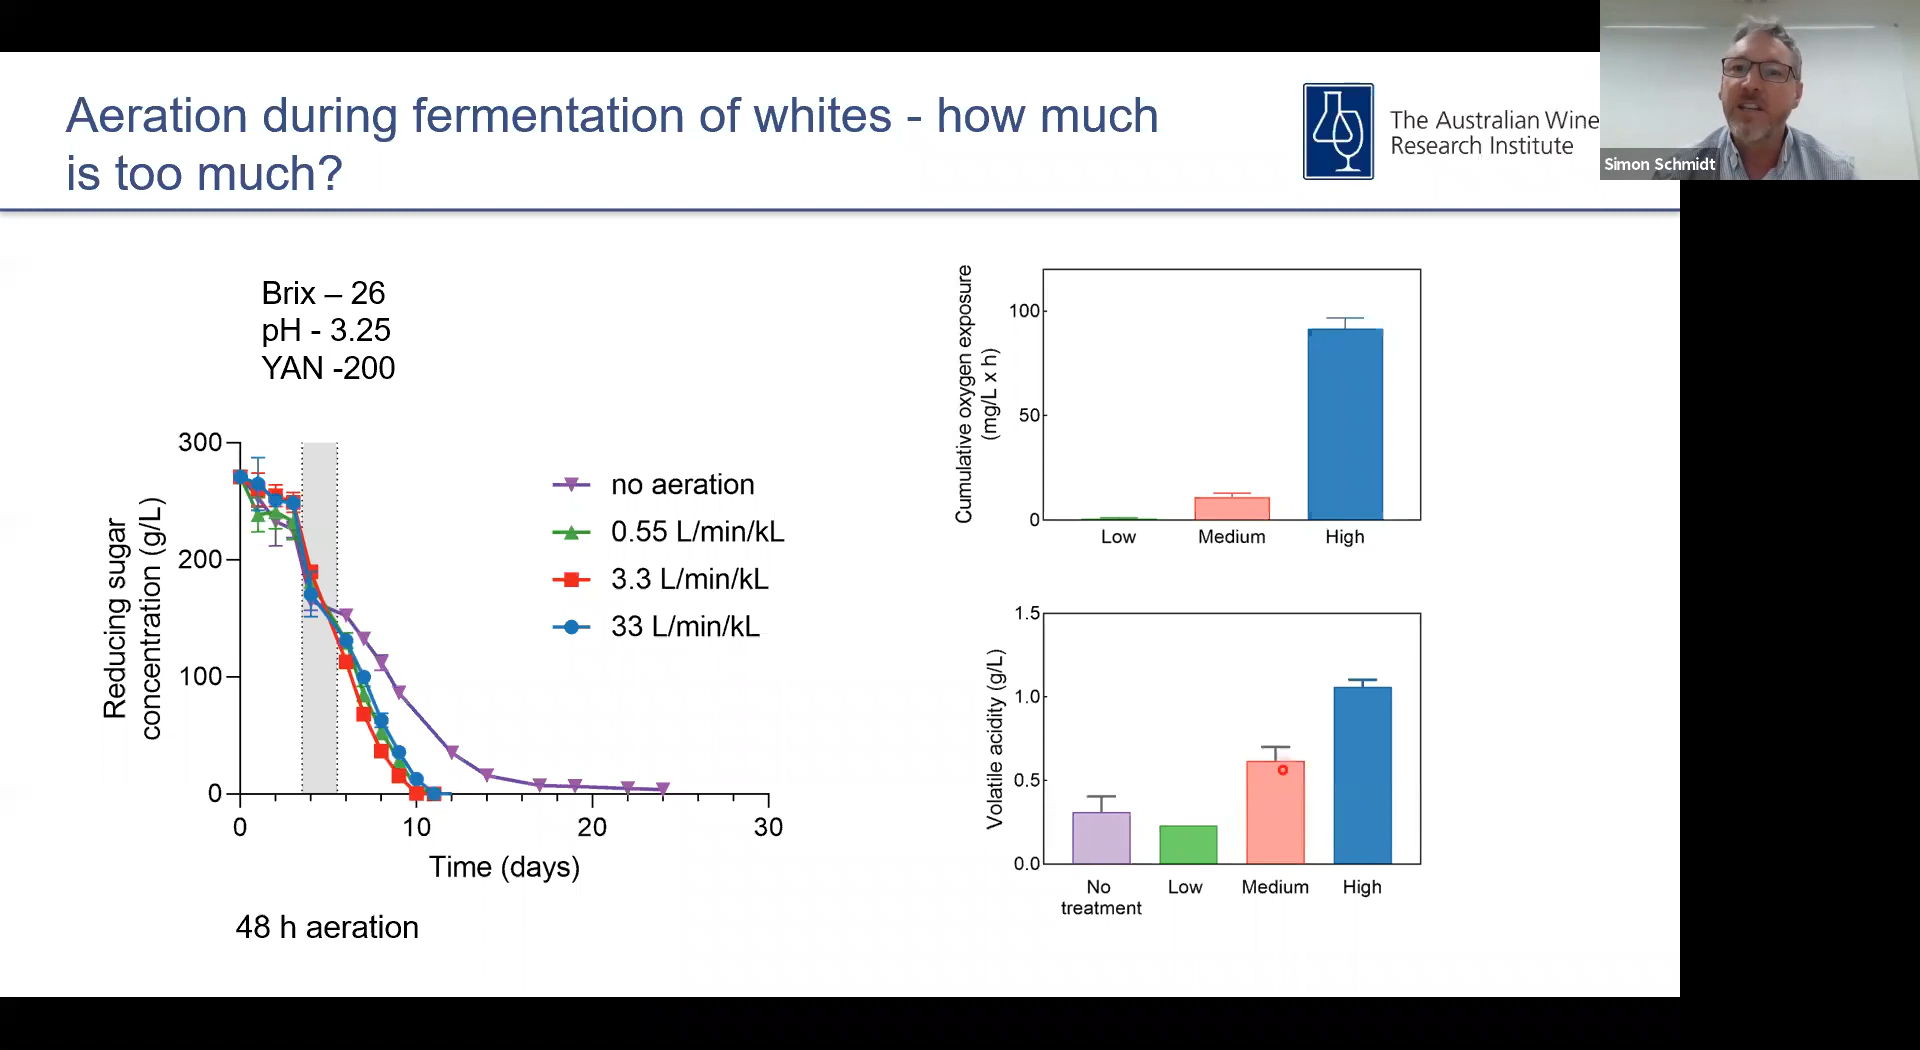 Aeration during fermentation of whites - how much
is too much?
The Australian Wine
Research Institute
Simon Schmidt
Brix – 26
pH - 3.25
YAN -200
Reducing sugar
concentration (g/L)
300
200
100
0
0
10
20
30
Time (days)
no aeration
0.55 L/min/kL
3.3 L/min/kL
33 L/min/kL
48 h aeration
Cumulative oxygen exposure
(mg/L x h)
100
50
0
Low
Medium
High
Volatile acidity (g/L)
1.5
1.0
0.5
0.0
No
treatment
Low
Medium
High